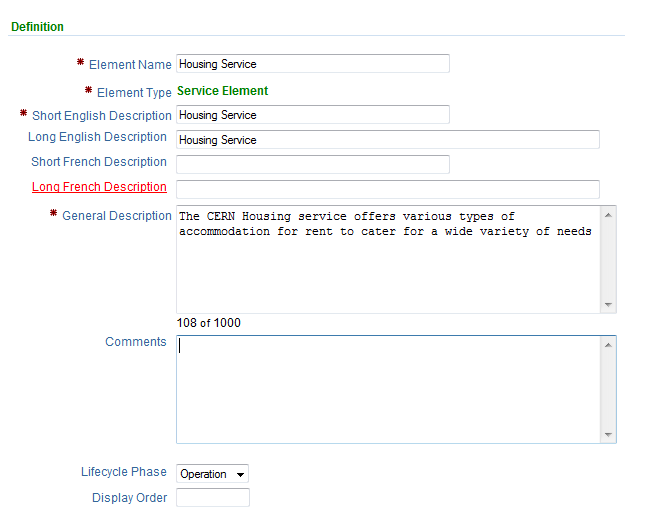 Definition
* Element Name Housing Service
* Element Type Service Element
* Short English Description Housing Service
Long English Description Housing Service
Short French Description
Long French Description
* General Description The CERN Housing service offers various types of
accommodation for rent to cater for a wide variety of needs
108 of 1000
Comments
Lifecycle Phase Operation
Display Order